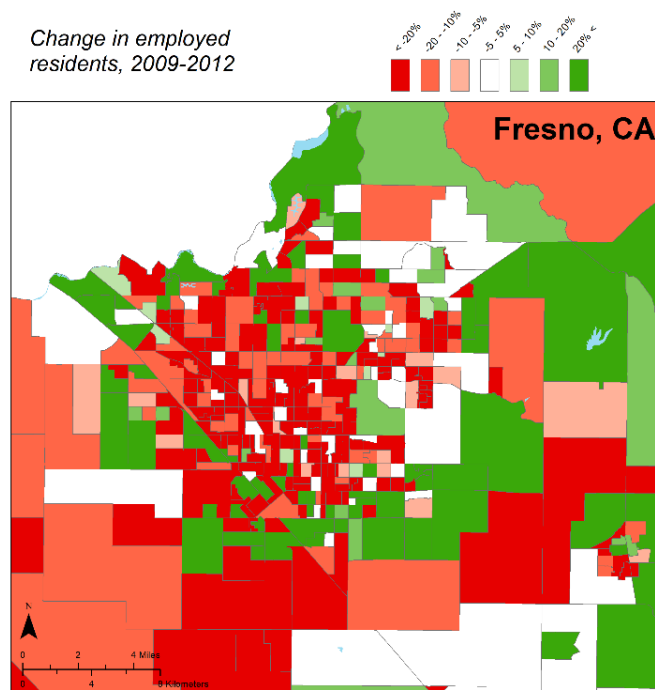 Change in employed
residents, 2009-2012
< -20%
-20 - -10%
-10 - -5%
-5 - 5%
5 - 10%
10 - 20%
20% <
Fresno, CA
N
0 2 4 Miles
0 4 8 Kilometers